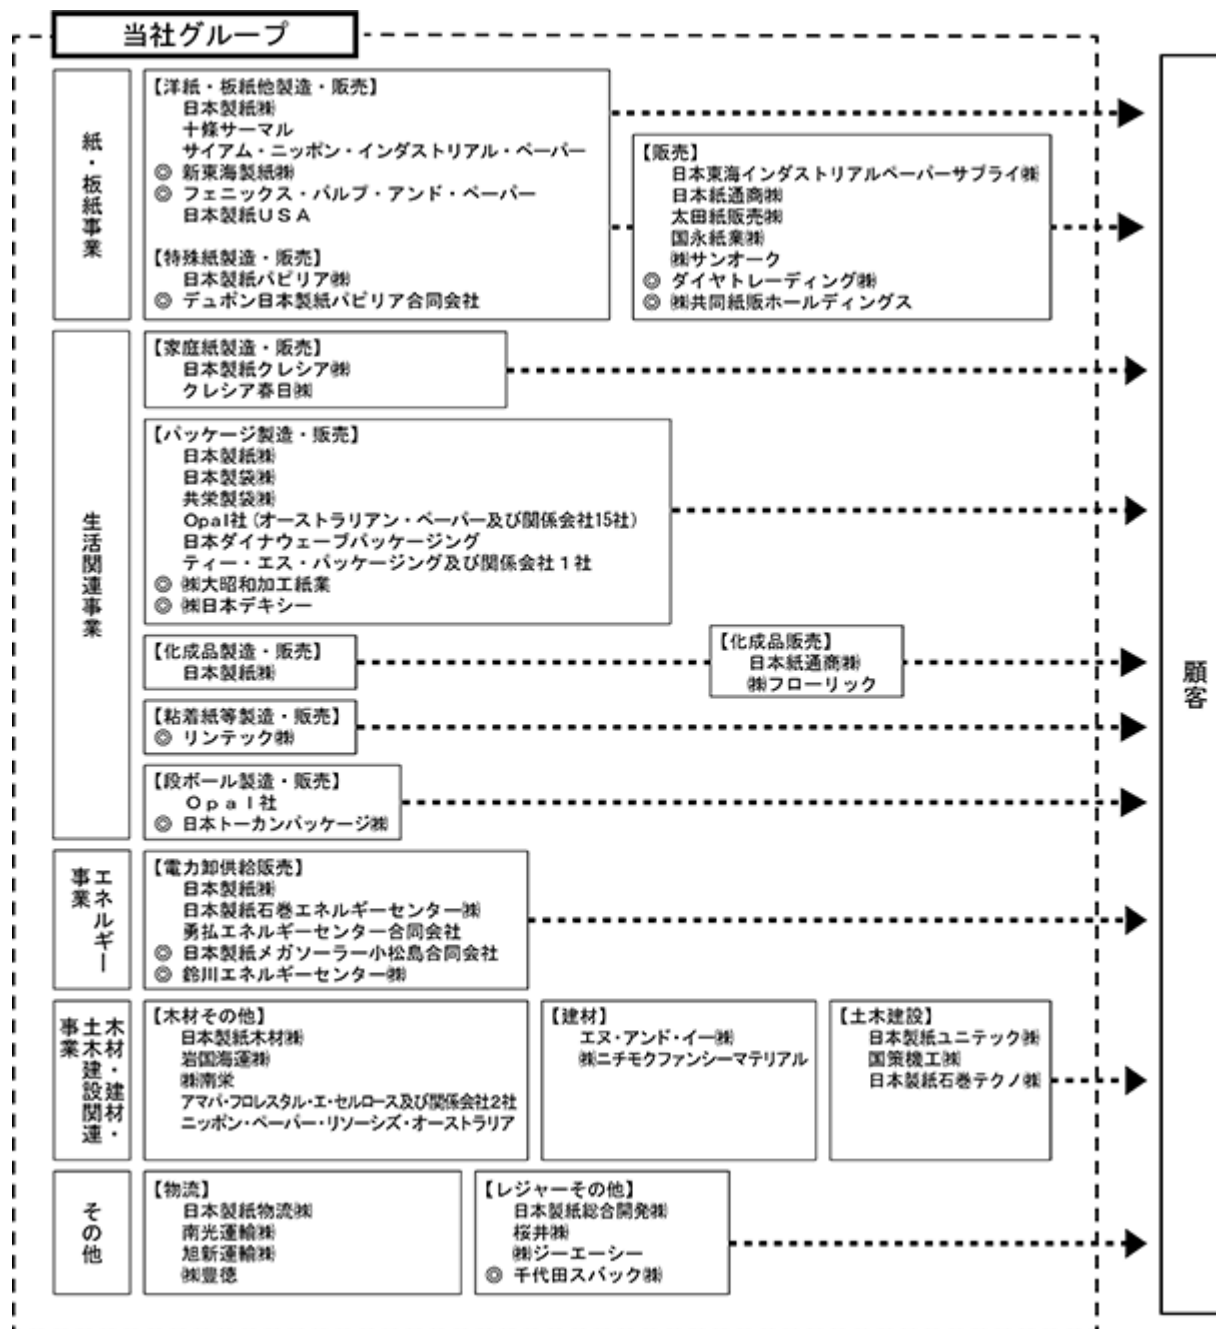 当社グループ
紙・板紙事業
【洋紙・板紙他製造・販売】
日本製紙㈱
十條サーマル
サイアム・ニッポン・インダストリアル・ペーパー
◎ 新東海製紙㈱
◎ フェニックス・パルプ・アンド・ペーパー
日本製紙USA
【特殊紙製造・販売】
日本製紙パピリア㈱
◎ デュポン日本製紙パピリア合同会社
【販売】
日本東海インダストリアルペーパーサプライ㈱
日本紙通商㈱
太田紙販売㈱
国永紙業㈱
㈱サンオーク
◎ ダイヤトレーディング㈱
◎ ㈱共同紙販ホールディングス
生活関連事業
【家庭紙製造・販売】
日本製紙クレシア㈱
クレシア春日㈱
【パッケージ製造・販売】
日本製紙㈱
日本製袋㈱
共栄製袋㈱
Opal社(オーストラリアン・ペーパー及び関係会社15社)
日本ダイナウェーブパッケージング
ティー・エス・パッケージング及び関係会社1社
◎ ㈱大昭和加工紙業
◎ ㈱日本デキシー
【化成品製造・販売】
日本製紙㈱
【化成品販売】
日本紙通商㈱
㈱フローリック
【粘着紙等製造・販売】
◎ リンテック㈱
【段ボール製造・販売】
Opal社
◎ 日本トーカンパッケージ㈱
エネルギー
事業
【電力卸供給販売】
日本製紙㈱
日本製紙石巻エネルギーセンター㈱
勇払エネルギーセンター合同会社
◎ 日本製紙メガソーラー小松島合同会社
◎ 鈴川エネルギーセンター㈱
木材・建材・
土木建設関連
事業
【木材その他】
日本製紙木材㈱
岩国海運㈱
㈱南栄
アマパ・フロレスタル・エ・セルロース及び関係会社2社
ニッポン・ペーパー・リソーシズ・オーストラリア
【建材】
エヌ・アンド・イー㈱
㈱ニチモクファンシーマテリアル
【土木建設】
日本製紙ユニテック㈱
国策機工㈱
日本製紙石巻テクノ㈱
その他
【物流】
日本製紙物流㈱
南光運輸㈱
旭新運輸㈱
㈱豊徳
【レジャーその他】
日本製紙総合開発㈱
桜井㈱
㈱ジーエーシー
◎ 千代田スバック㈱
顧客